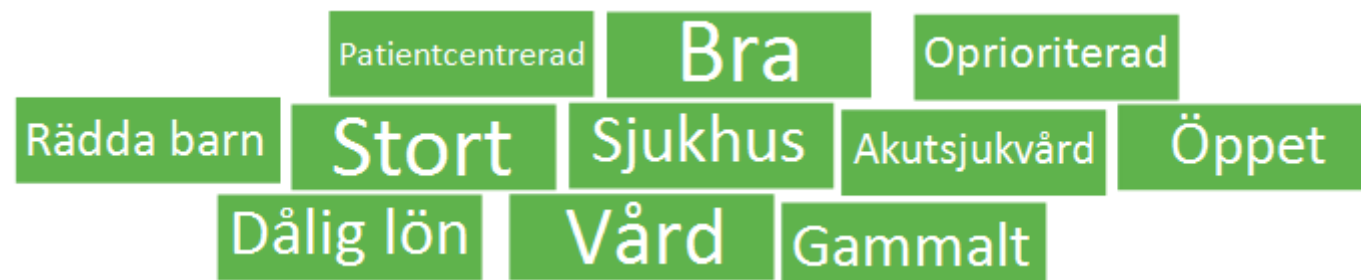 Patientcentrerad Bra Oprioriterad
Rädda barn Stort Sjukhus Akutsjukvård Öppet
Dålig lön Vård Gammalt